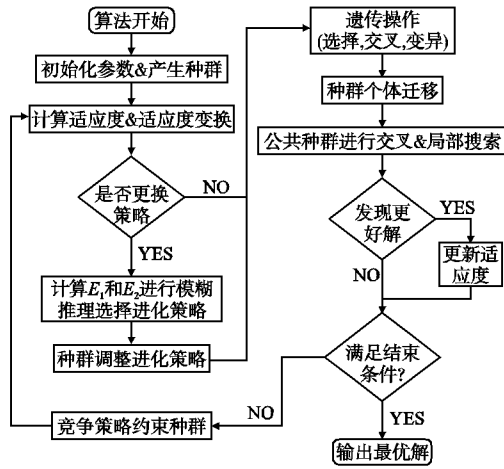 算法开始
初始化参数&产生种群
计算适应度&适应度变换
是否更换
策略
NO
YES
计算E₁和E₂进行模糊
推理选择进化策略
种群调整进化策略
竞争策略约束种群
遗传操作
(选择,交叉,变异)
种群个体迁移
公共种群进行交叉&局部搜索
发现更
好解
YES
更新适
应度
NO
满足结束
条件?
NO
YES
输出最优解